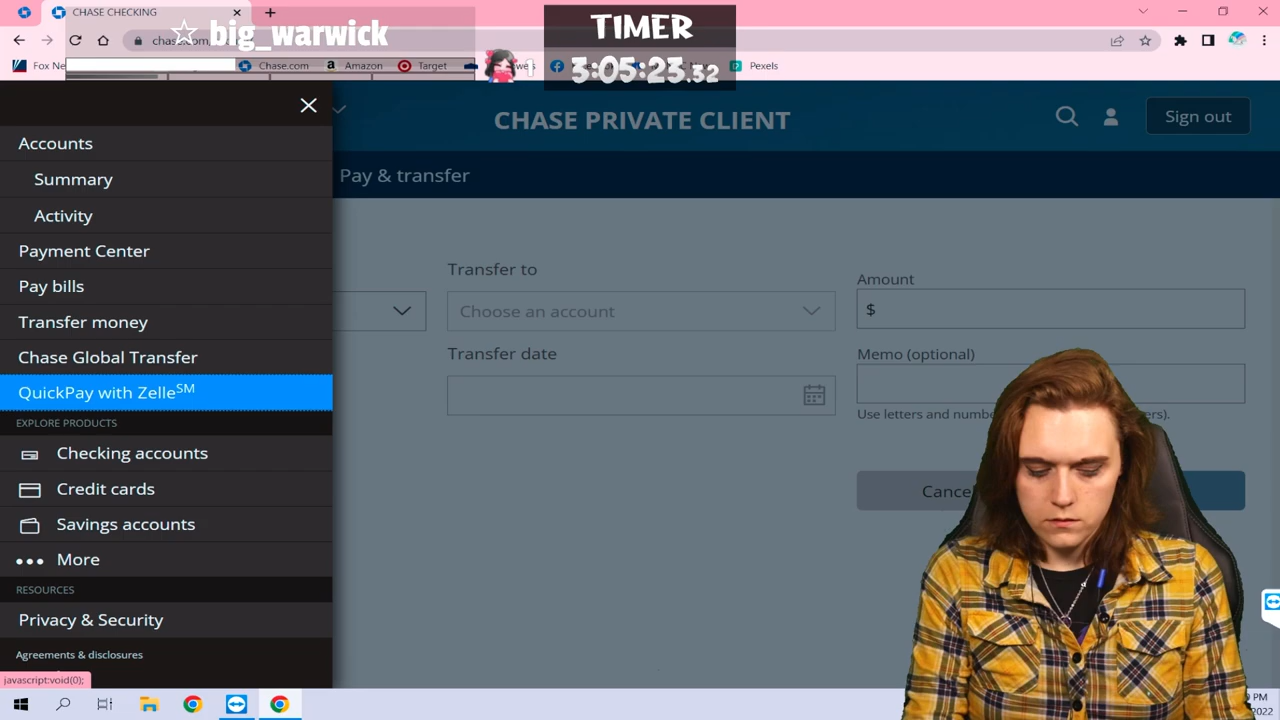 CHASE CHECKING
☆ big_warwick
TIMER
3:05:23.32
Fox Ne
Chase.com
Amazon
Target
Pexels
CHASE PRIVATE CLIENT
Sign out
Pay & transfer
Accounts
Summary
Activity
Payment Center
Pay bills
Transfer money
Chase Global Transfer
QuickPay with Zelle℠
EXPLORE PRODUCTS
Checking accounts
Credit cards
Savings accounts
More
RESOURCES
Privacy & Security
Agreements & disclosures
javascript:void(0);
Transfer to
Choose an account
Transfer date
Amount
$
Memo (optional)
Use letters and
Cance
PM
2022